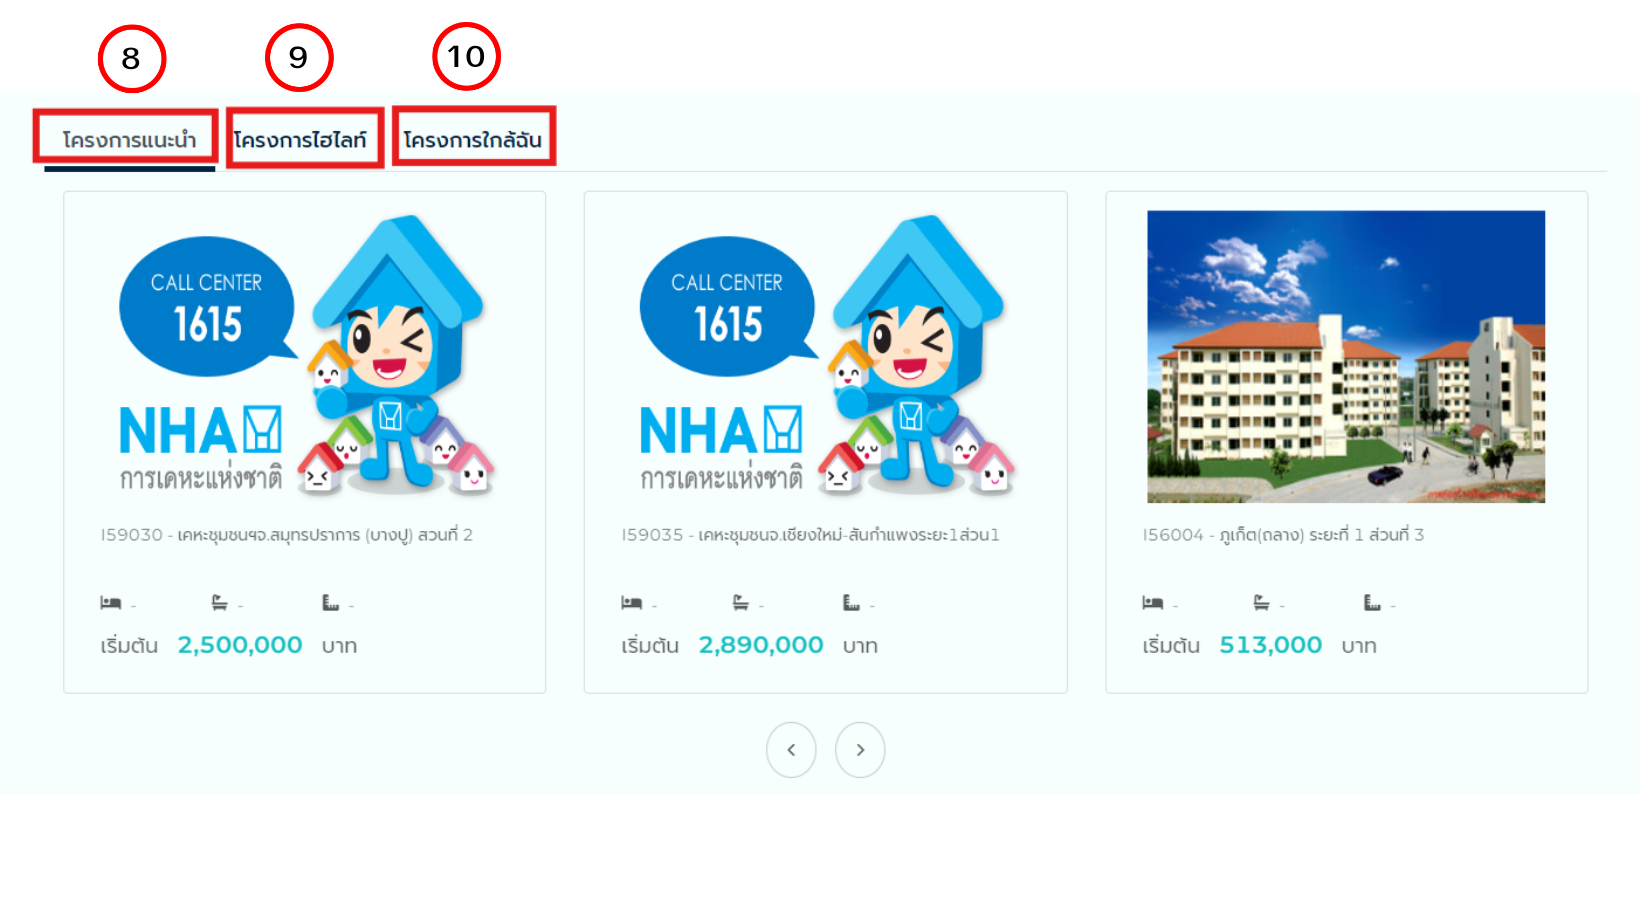 8 9 10
โครงการแนะนำ โครงการไฮไลท์ โครงการใกล้ฉัน
CALL CENTER
1615
NHA
การเคหะแห่งชาติ
CALL CENTER
1615
NHA
การเคหะแห่งชาติ
I59030 - เคหะชุมชนฯจ.สมุทรปราการ (บางปู) สวนที่ 2
I59035 - เคหะชุมชนจ.เชียงใหม่-สันกำแพงระยะ1ส่วน1
I56004 - ภูเก็ต(ถลาง) ระยะที่ 1 ส่วนที่ 3
- - -
- - -
- - -
เริ่มต้น 2,500,000 บาท
เริ่มต้น 2,890,000 บาท
เริ่มต้น 513,000 บาท